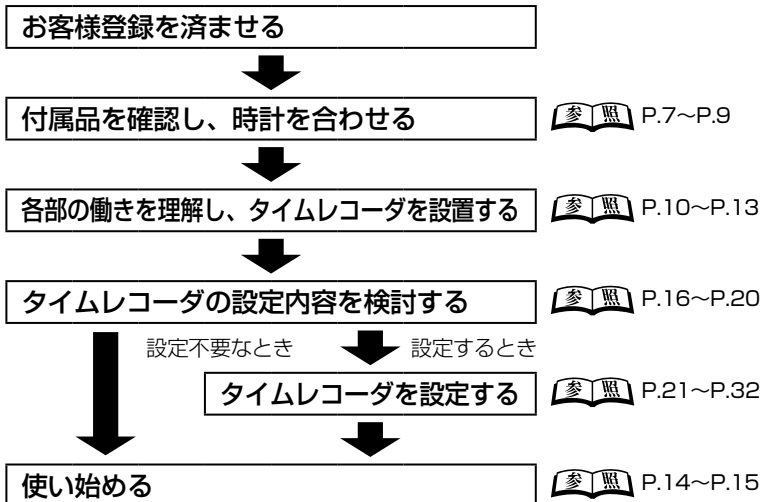 お客様登録を済ませる
付属品を確認し、時計を合わせる 参照 P.7～P.9
各部の働きを理解し、タイムレコーダを設置する 参照 P.10～P.13
タイムレコーダの設定内容を検討する 参照 P.16～P.20
設定不要なとき 設定するとき
タイムレコーダを設定する 参照 P.21～P.32
使い始める 参照 P.14～P.15